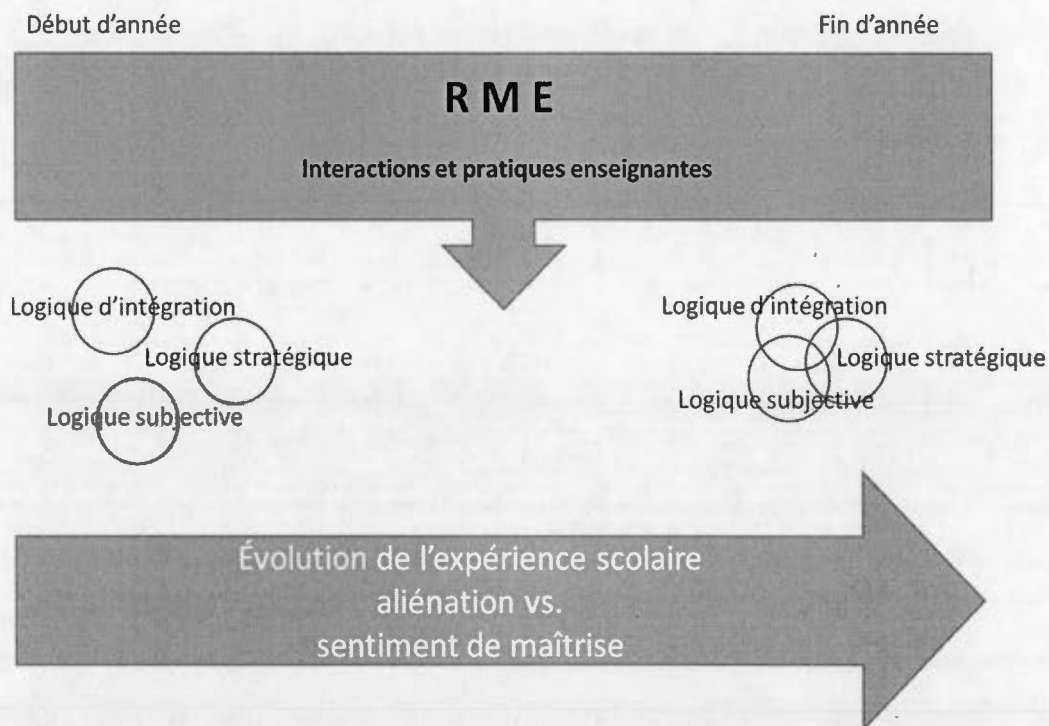 Début d'année
Fin d'année
R M E
Interactions et pratiques enseignantes
Logique d'intégration
Logique stratégique
Logique subjective
Logique d'intégration
Logique stratégique
Logique subjective
Évolution de l'expérience scolaire
aliénation vs.
sentiment de maîtrise